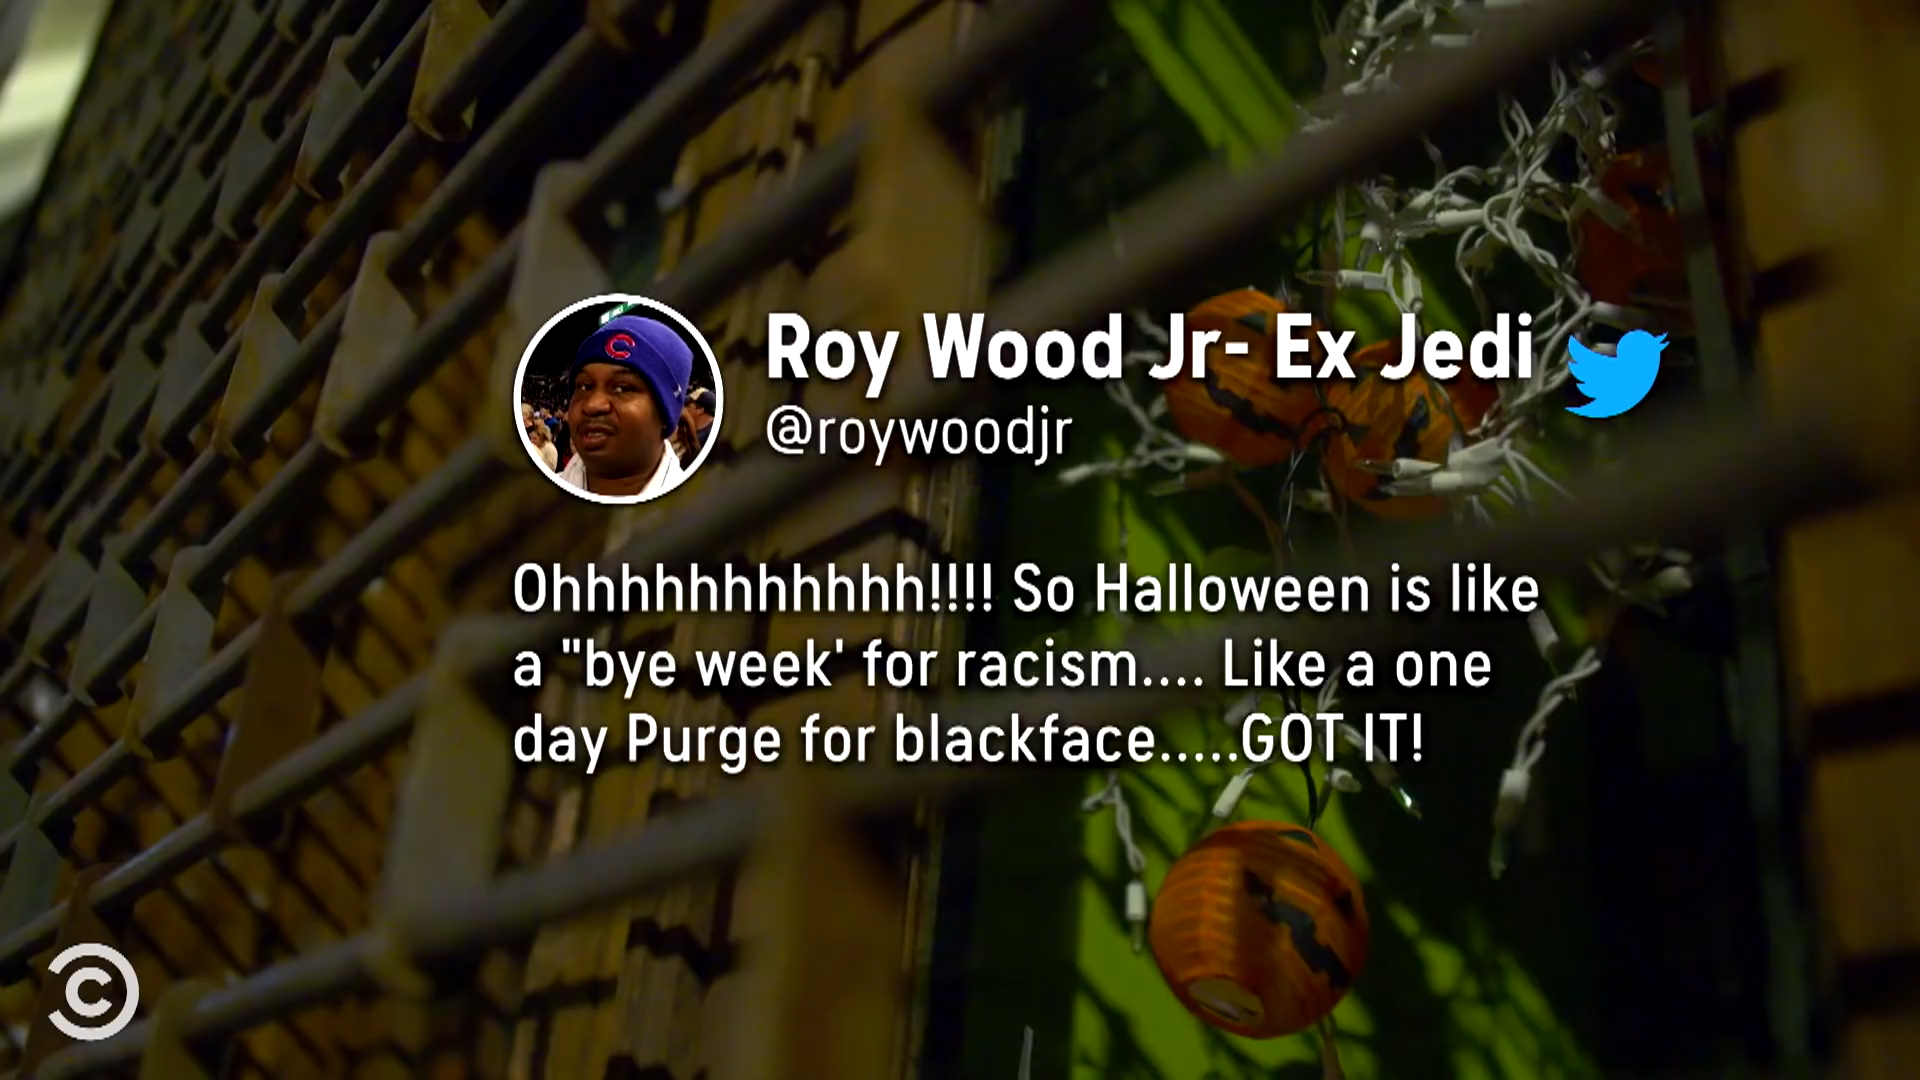 Roy Wood Jr- Ex Jedi
@roywoodjr
Ohhhhhhhhhhhh!!!! So Halloween is like
a "bye week' for racism.... Like a one
day Purge for blackface.....GOT IT!
C
C